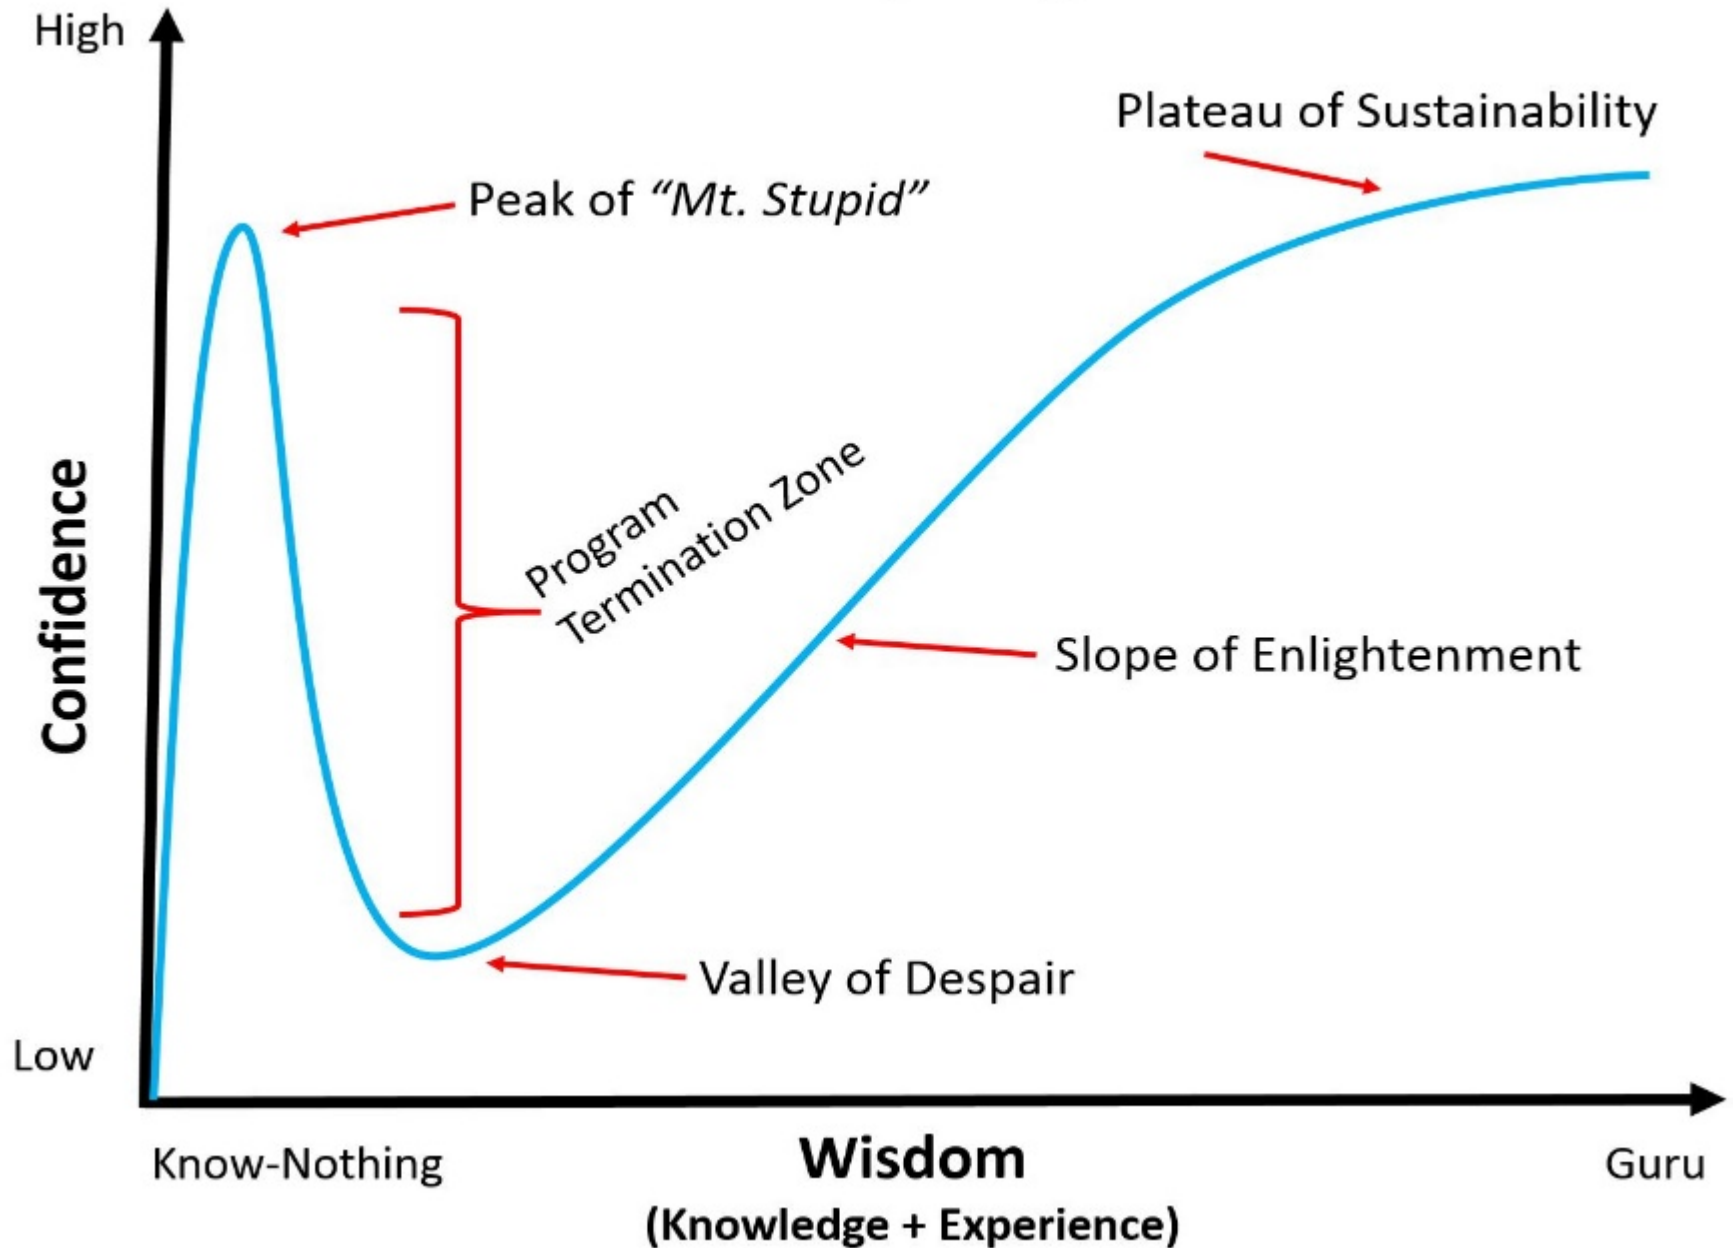 High
Plateau of Sustainability
Peak of “Mt. Stupid”
Program
Termination Zone
Confidence
Slope of Enlightenment
Valley of Despair
Low
Know-Nothing
Wisdom
Guru
(Knowledge + Experience)